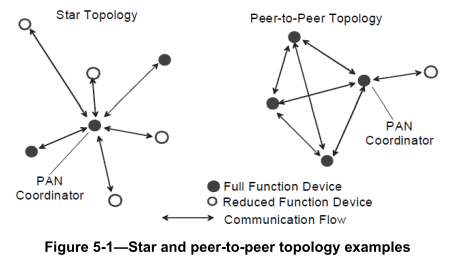 Star Topology
Peer-to-Peer Topology
PAN
Coordinator
PAN
Coordinator
Full Function Device
Reduced Function Device
Communication Flow
Figure 5-1—Star and peer-to-peer topology examples